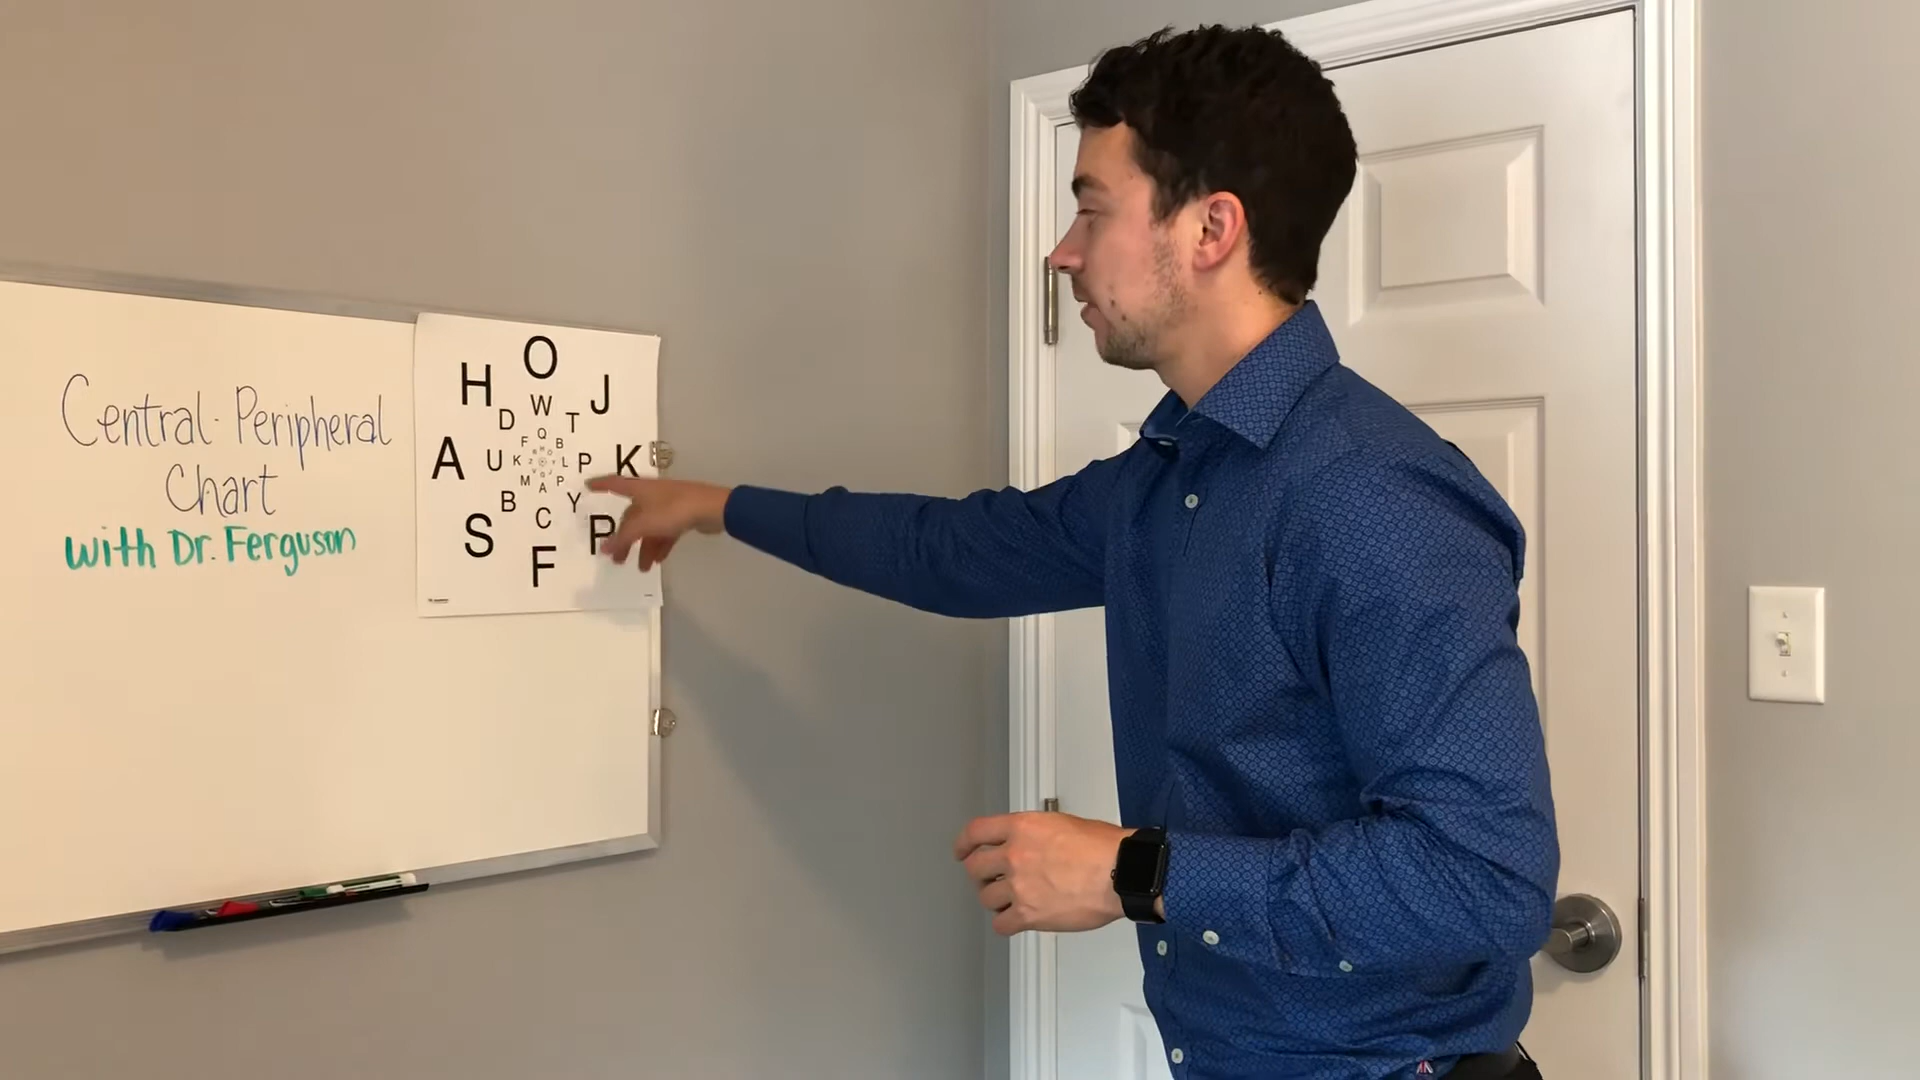 Central-Peripheral
Chart
with Dr. Ferguson
O
H J
W
D T
Q
F B
A U K L P K
M P
A
B Y
C
S P
F